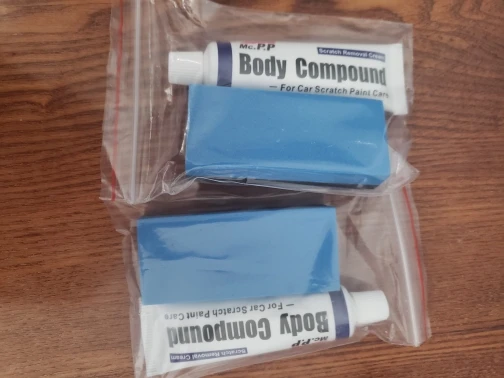 Mc.P.P
Scratch Removal Cream
Body Compound
— For Car Scratch Paint Care
— For Car Scratch Paint Cars
Body Compound
Mc.P.P
Scratch Removal Cream